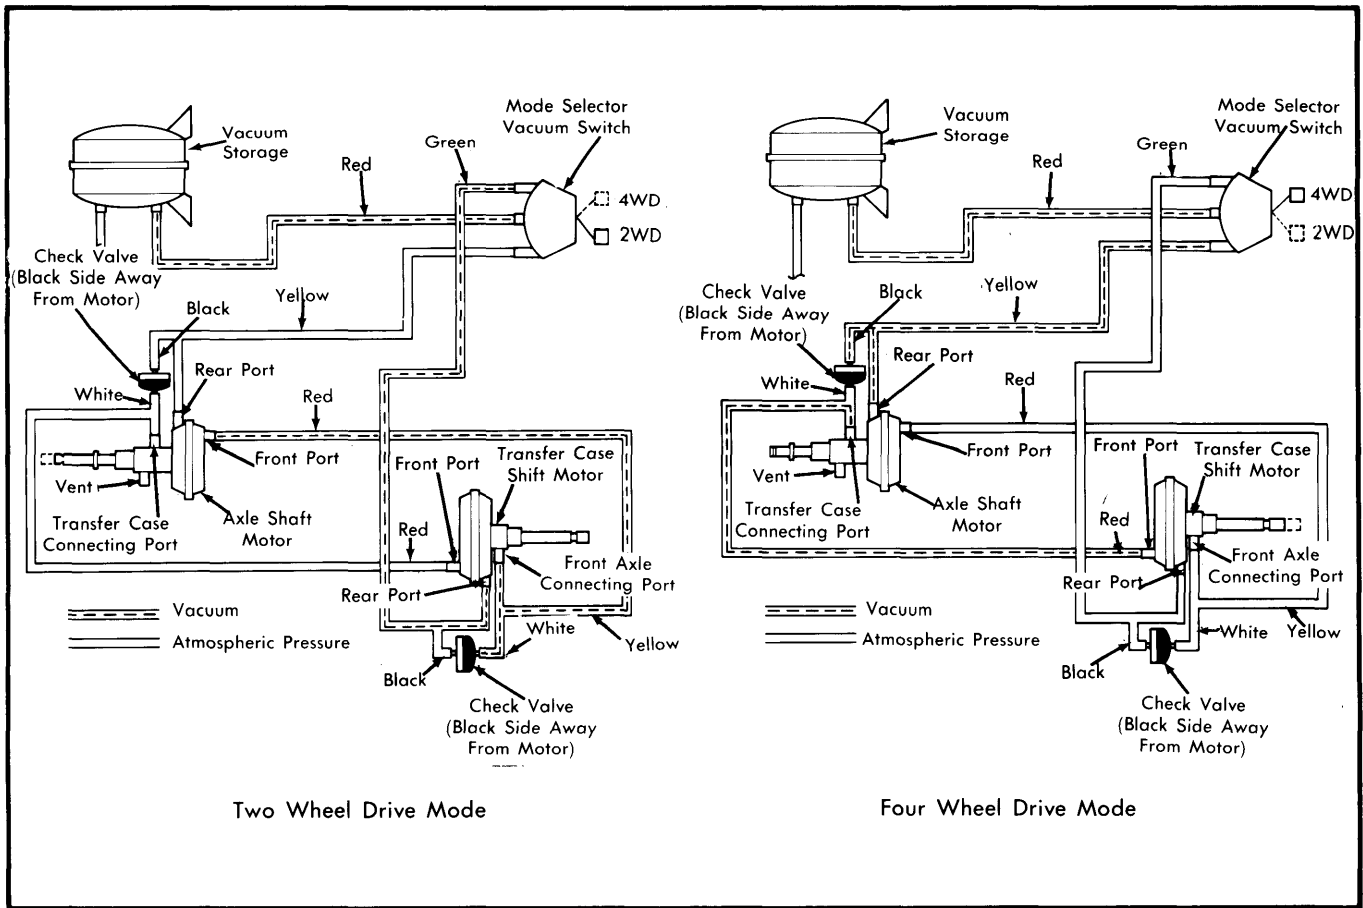 Mode Selector
Vacuum Switch
Vacuum
Storage
Green
Red
4WD
2WD
Check Valve
(Black Side Away
From Motor)
Yellow
Black
Rear Port
White
Red
Front Port
Vent
Transfer Case
Connecting Port
Axle Shaft
Motor
Front Port
Transfer Case
Shift Motor
Red
Front Axle
Connecting Port
Rear Port
Vacuum
Atmospheric Pressure
White
Yellow
Black
Check Valve
(Black Side Away
From Motor)
Two Wheel Drive Mode
Mode Selector
Vacuum Switch
Vacuum
Storage
Green
Red
4WD
2WD
Check Valve
(Black Side Away
From Motor)
Black
Yellow
Rear Port
White
Red
Front Port
Vent
Transfer Case
Connecting Port
Axle Shaft
Motor
Front Port
Transfer Case
Shift Motor
Red
Front Axle
Connecting Port
Rear Port
Vacuum
Atmospheric Pressure
White
Yellow
Black
Check Valve
(Black Side Away
From Motor)
Four Wheel Drive Mode